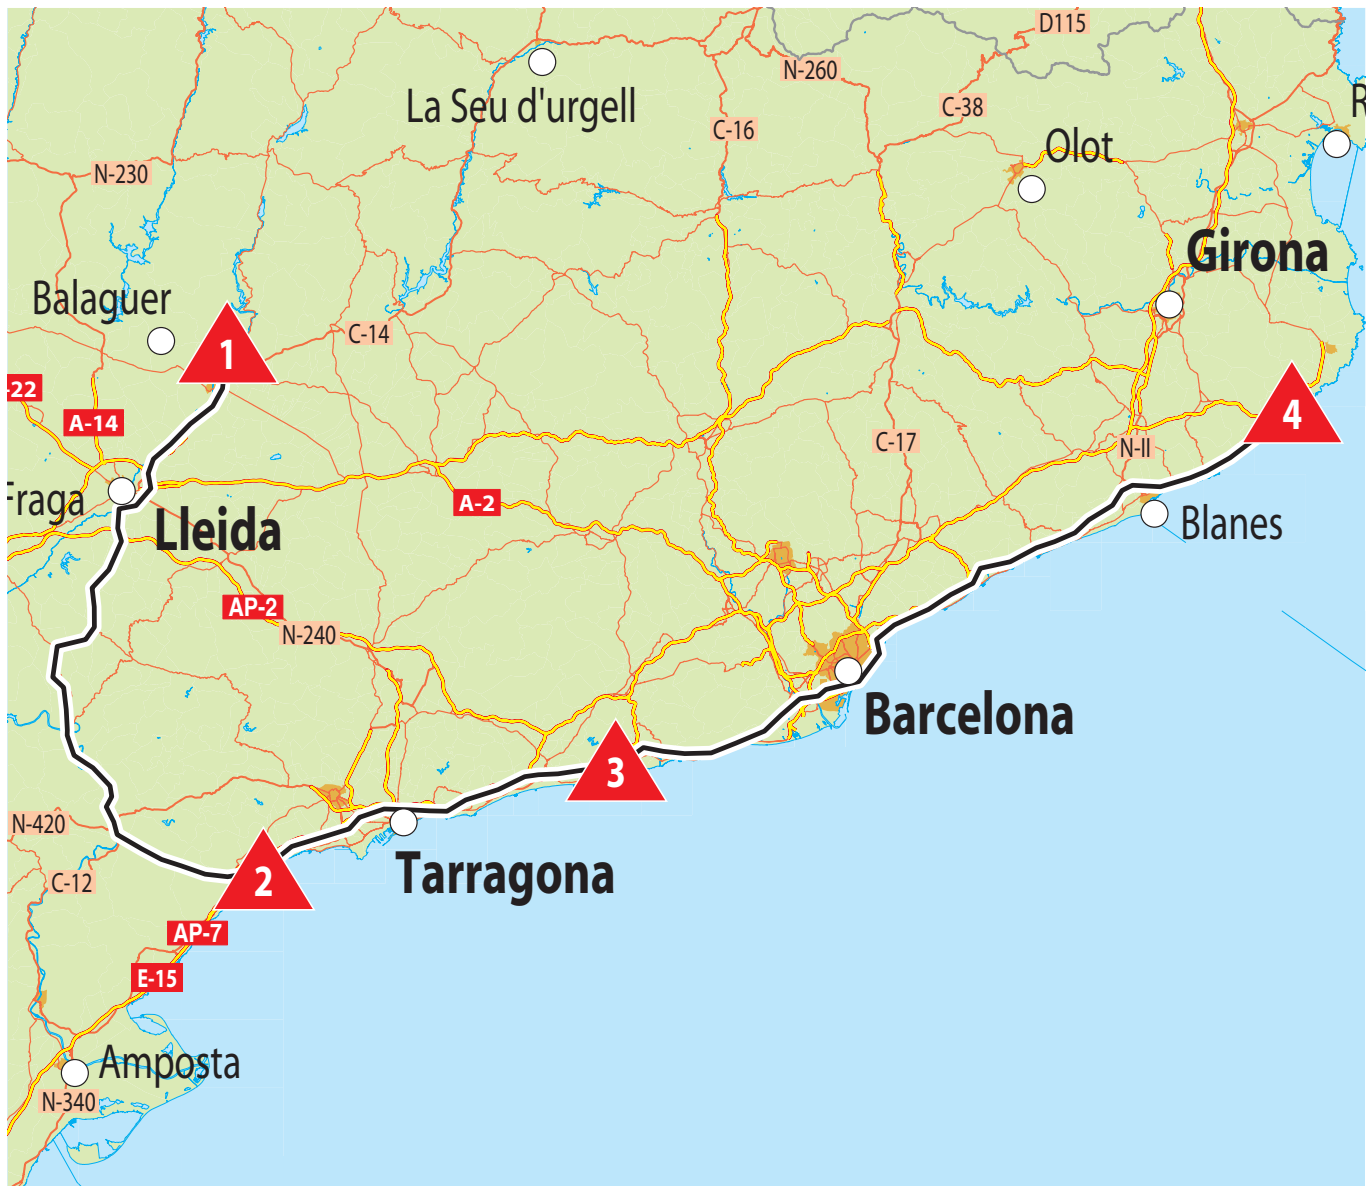 D115
N-260
R
La Seu d'urgell
C-38
C-16
Olot
N-230
Girona
Balaguer
C-14
1
-22
A-14
4
C-17
N-II
Fraga
A-2
Lleida
Blanes
AP-2
N-240
Barcelona
3
N-420
Tarragona
2
C-12
AP-7
E-15
Amposta
N-340